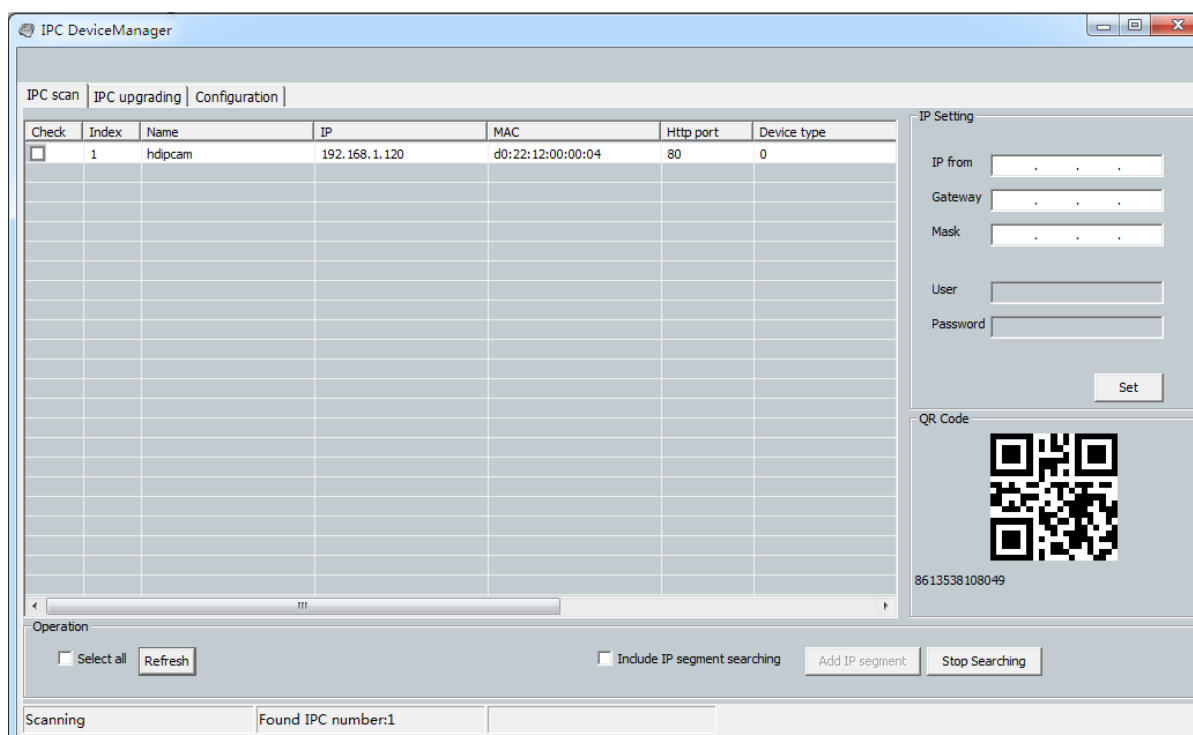 IPC DeviceManager
IPC scan IPC upgrading Configuration
Check Index Name IP MAC Http port Device type
1 hdipcam 192.168.1.120 d0:22:12:00:00:04 80 0
IP Setting
IP from . . .
Gateway . . .
Mask . . .
User
Password
Set
QR Code
8613538108049
Operation
Select all Refresh Include IP segment searching Add IP segment Stop Searching
Scanning Found IPC number:1